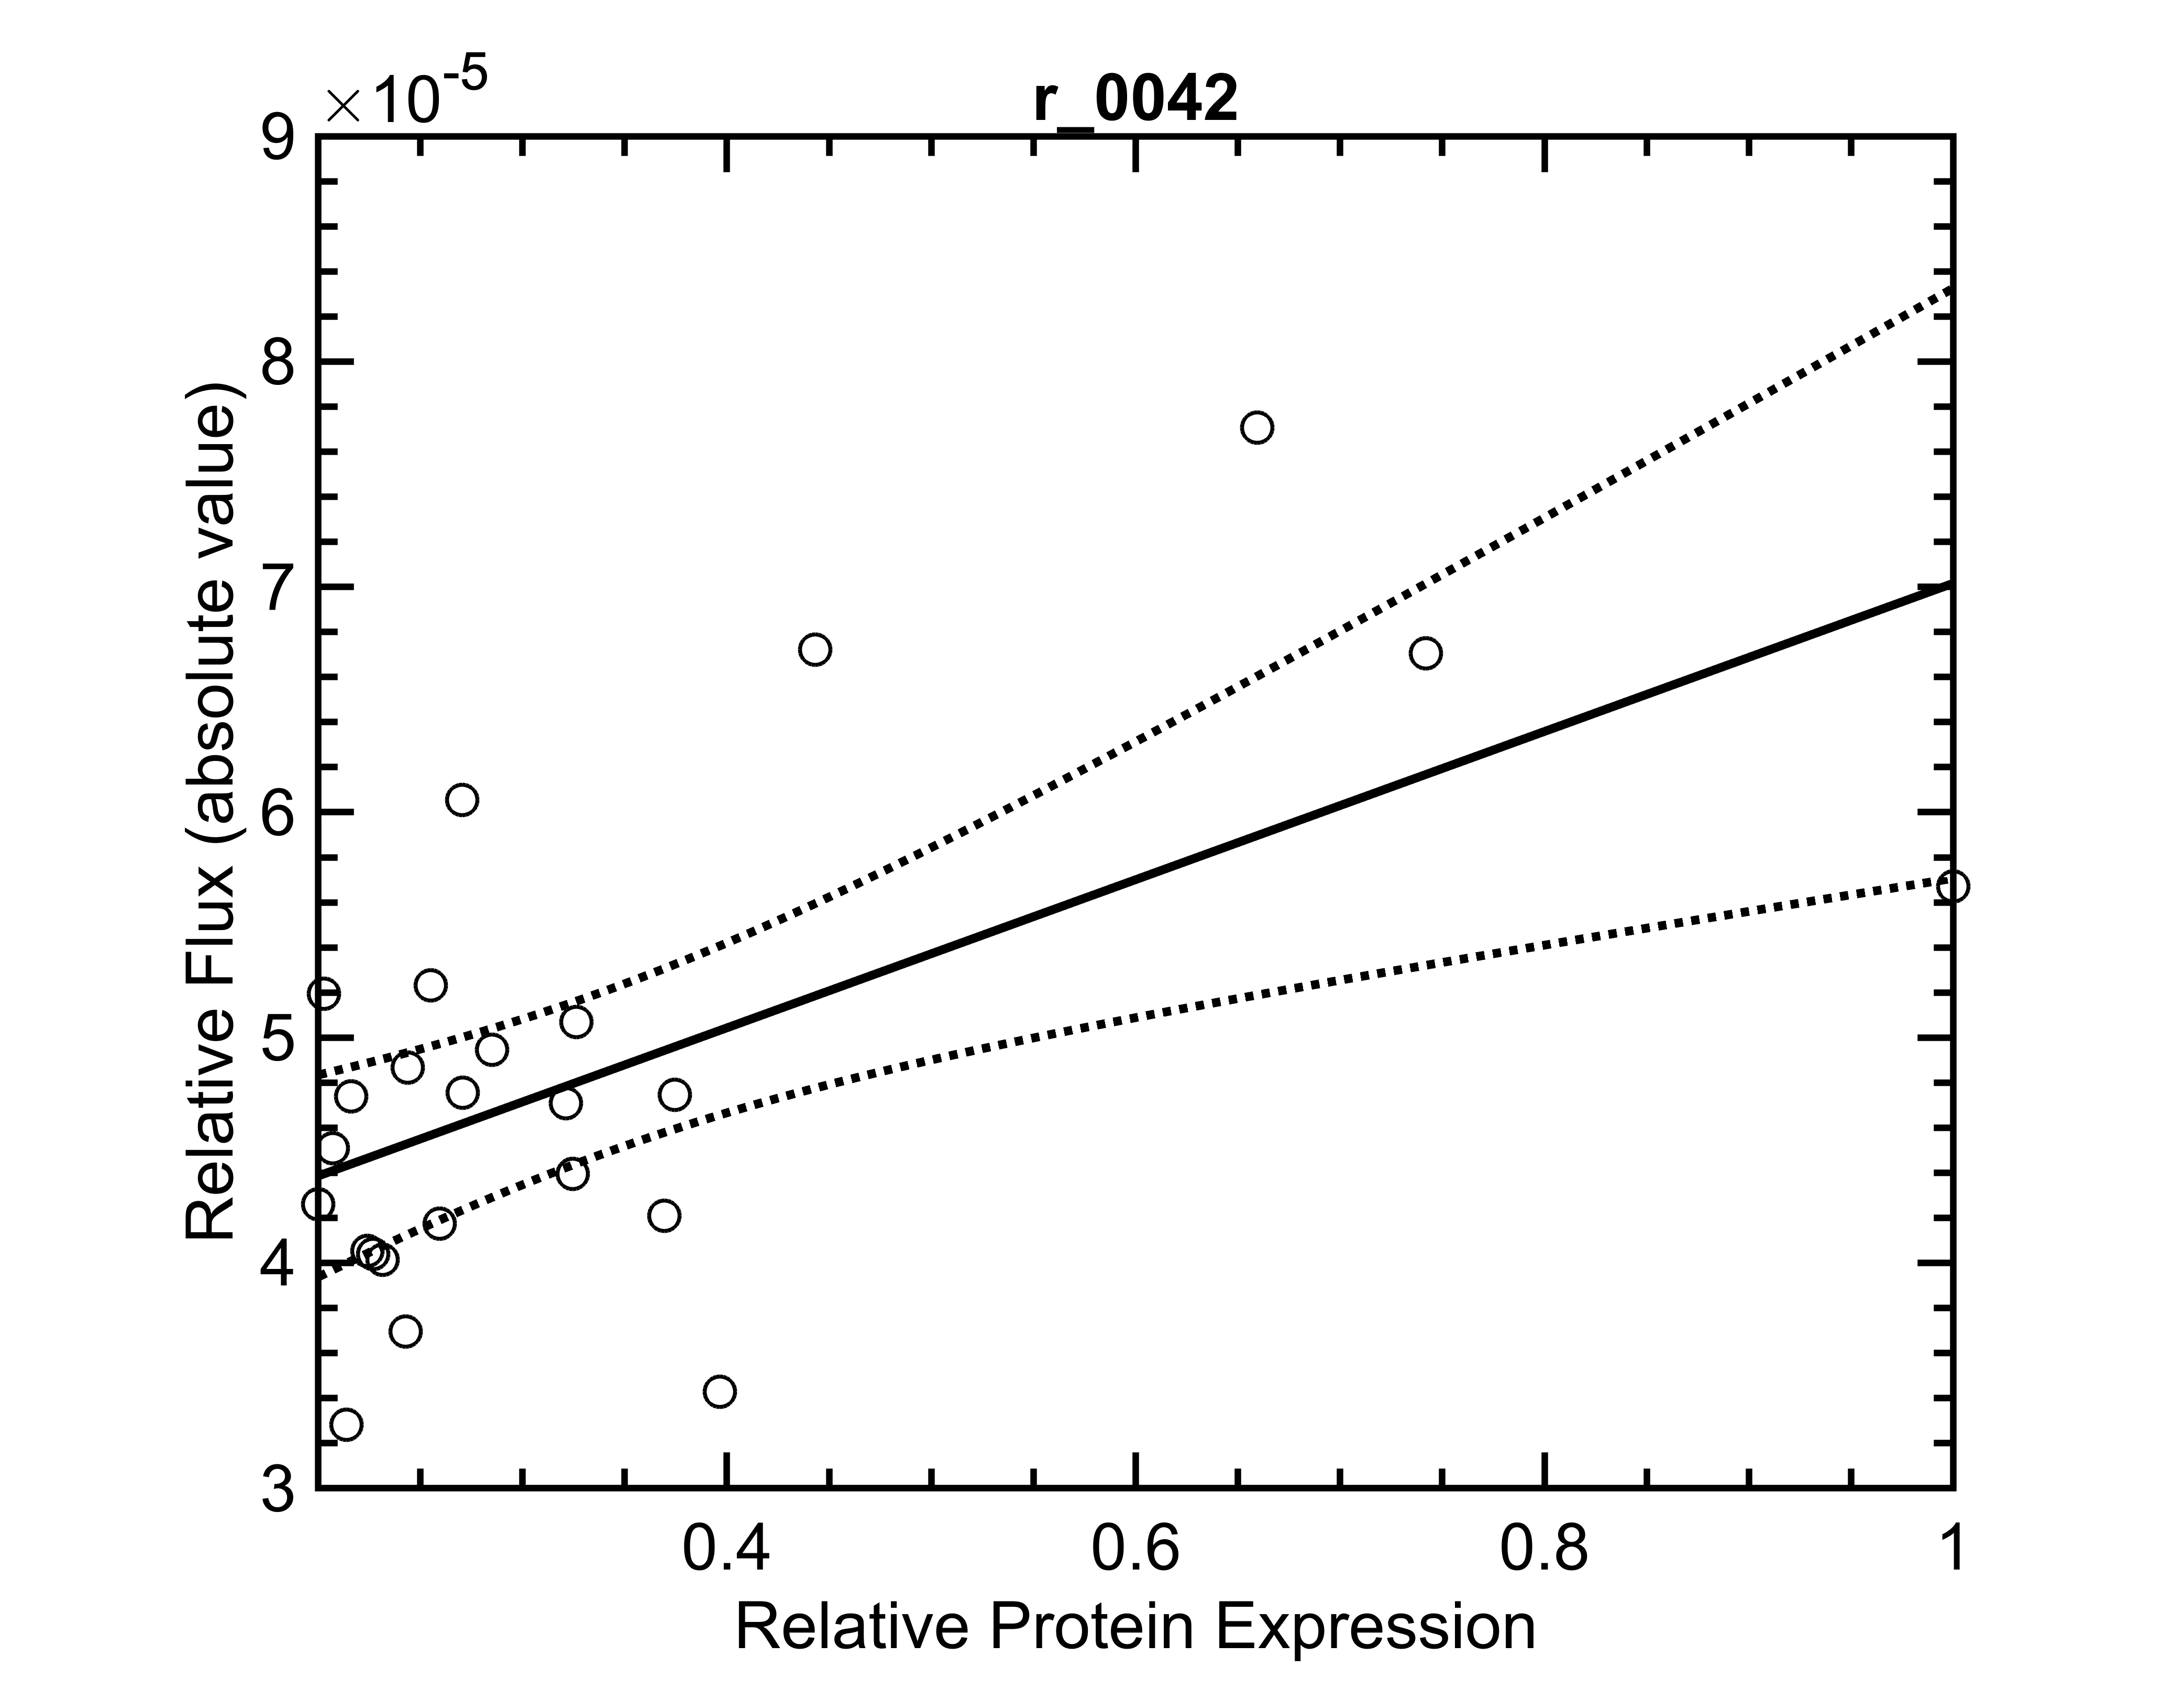 ×10-5
r_0042
9
8
7
6
5
4
3
Relative Flux (absolute value)
0.4 0.6 0.8 1
Relative Protein Expression